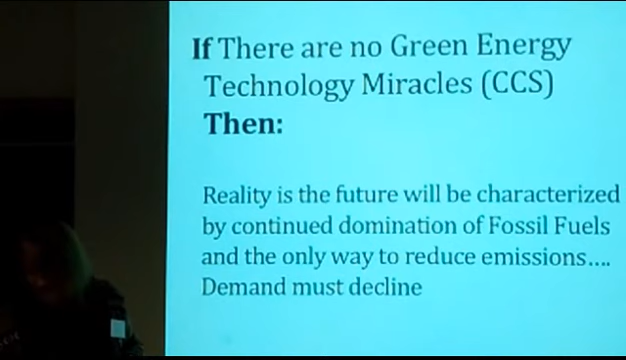 If There are no Green Energy
Technology Miracles (CCS)
Then:
Reality is the future will be characterized
by continued domination of Fossil Fuels
and the only way to reduce emissions....
Demand must decline